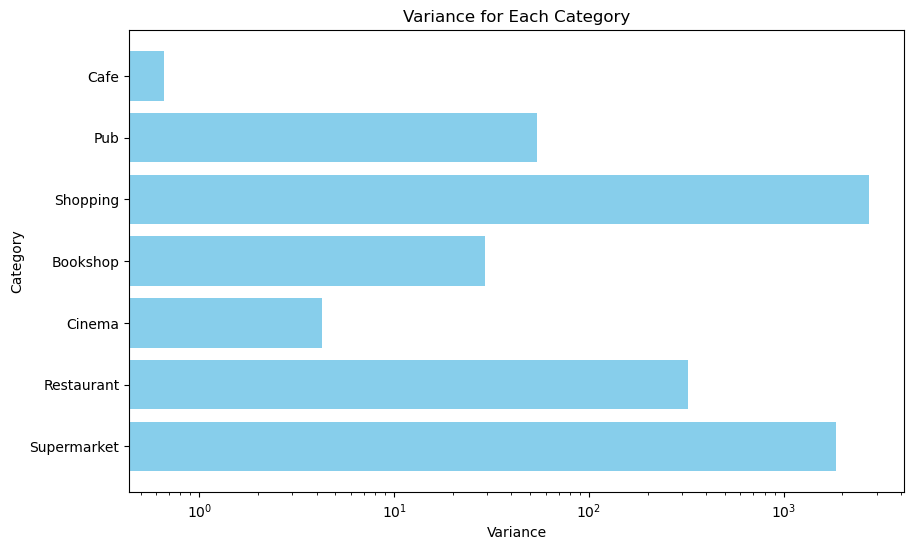 Variance for Each Category
Category
Cafe
Pub
Shopping
Bookshop
Cinema
Restaurant
Supermarket
10⁰ 10¹ 10² 10³
Variance